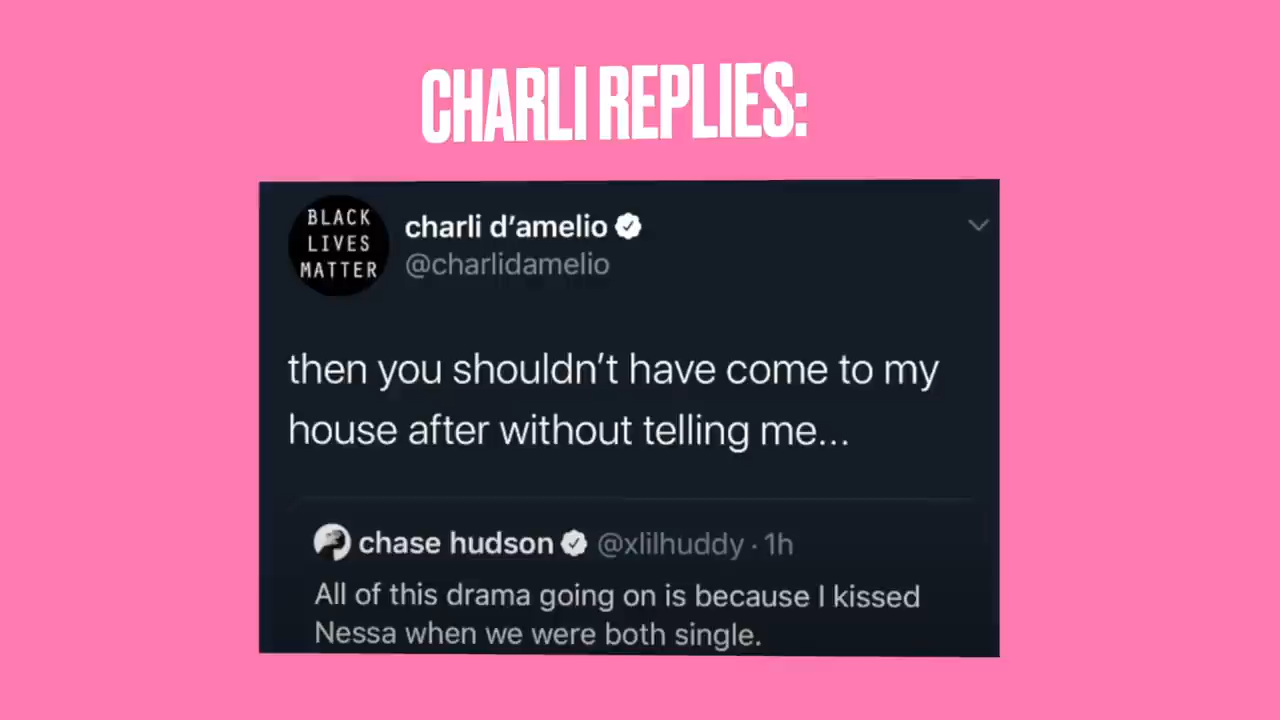 CHARLI REPLIES:
BLACK
LIVES
MATTER
charli d’amelio
@charlidamelio
then you shouldn’t have come to my
house after without telling me...
chase hudson @xlilhuddy · 1h
All of this drama going on is because I kissed
Nessa when we were both single.